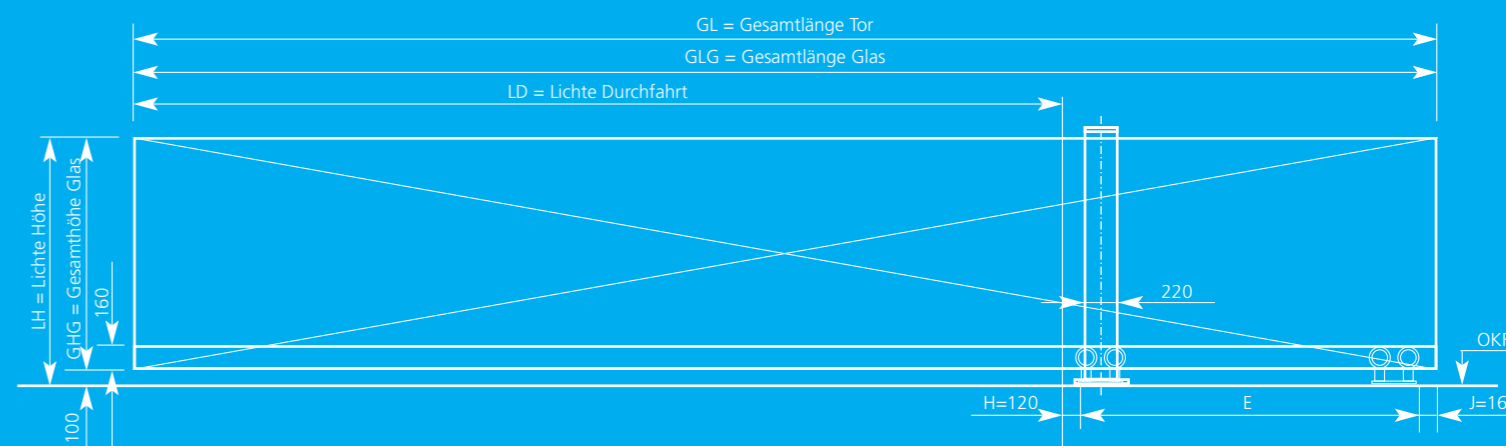 GL = Gesamtlänge Tor
GLG = Gesamtlänge Glas
LD = Lichte Durchfahrt
LH = Lichte Höhe
GHG = Gesamthöhe Glas
160
220
100
H=120
E